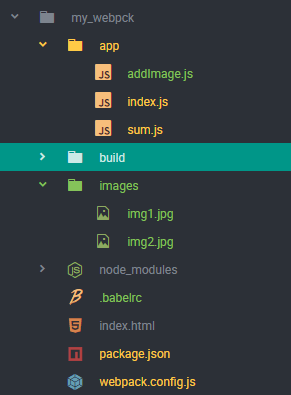 my_webpck
app
JS addImage.js
JS index.js
JS sum.js
build
images
img1.jpg
img2.jpg
node_modules
.babelrc
index.html
package.json
webpack.config.js